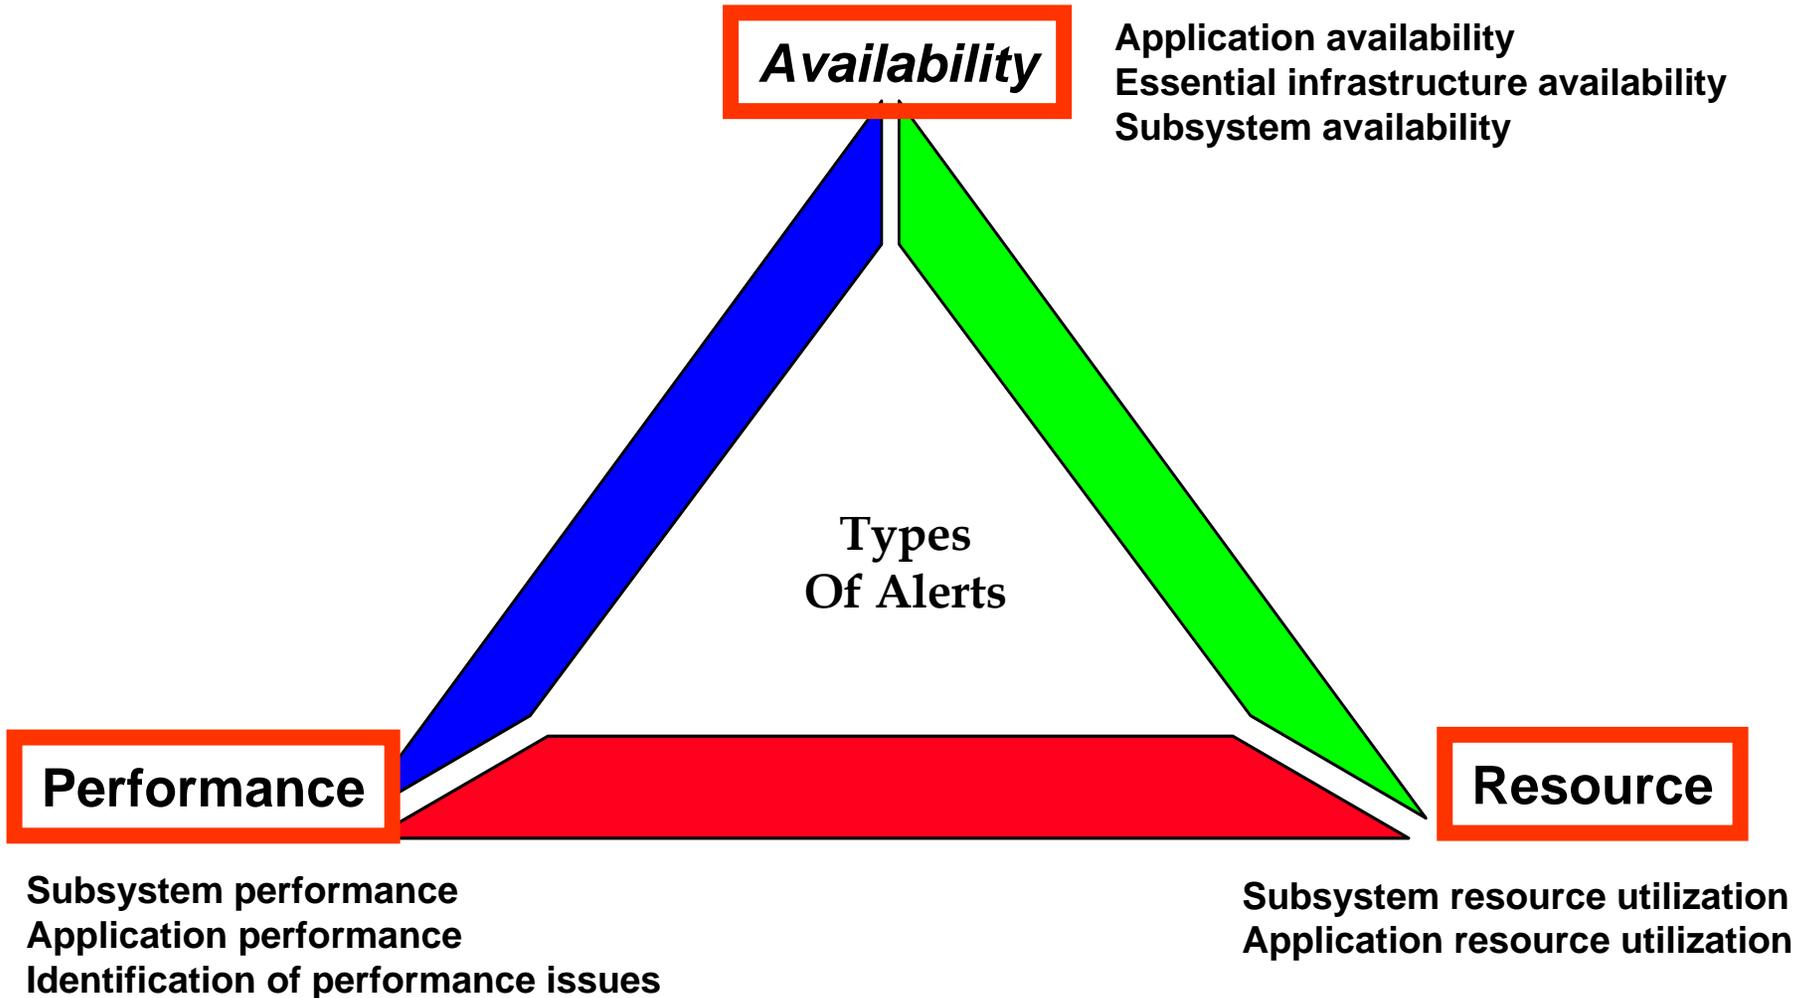 Availability
Application availability
Essential infrastructure availability
Subsystem availability
Types
Of Alerts
Performance
Resource
Subsystem performance
Application performance
Identification of performance issues
Subsystem resource utilization
Application resource utilization